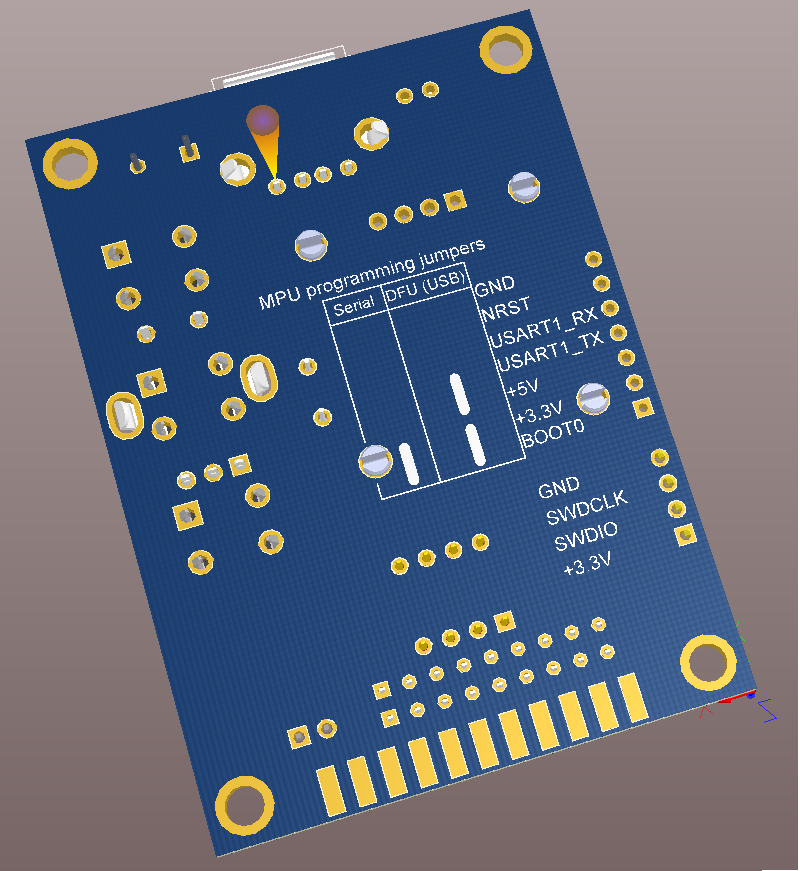 MPU programming jumpers
Serial
DFU (USB)
GND
NRST
USART1_RX
USART1_TX
+5V
+3.3V
BOOT0
GND
SWDCLK
SWDIO
+3.3V